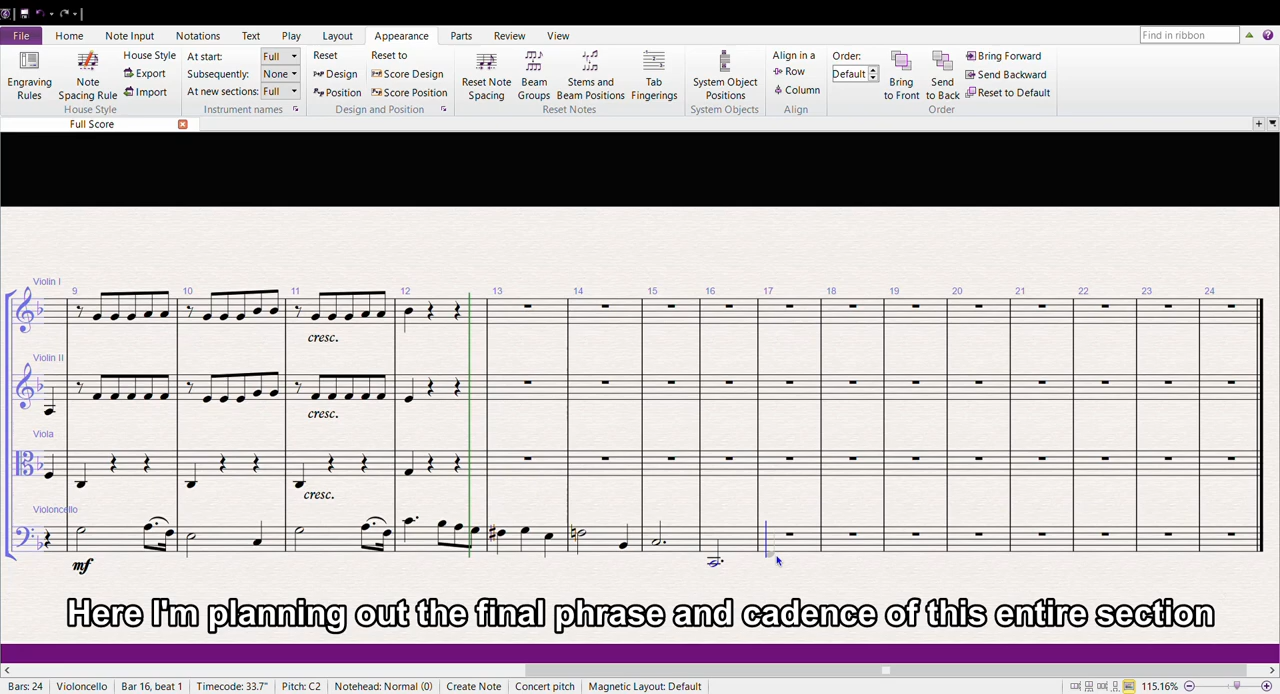 File Home Note Input Notations Text Play Layout Appearance Parts Review View Find in ribbon
Engraving Rules
Note Spacing Rule
House Style
Export
Import
House Style
At start: Full
Subsequently: None
At new sections: Full
Instrument names
Reset
Design
Position
Reset to
Score Design
Score Position
Design and Position
Reset Note Spacing
Beam Groups
Stems and Beam Positions
Tab Fingerings
Reset Notes
System Object Positions
System Objects
Align in a
Row
Column
Align
Order:
Default
Bring to Front
Send to Back
Bring Forward
Send Backward
Reset to Default
Order
Full Score
Violin I
9 10 11 12 13 14 15 16 17 18 19 20 21 22 23 24
cresc.
Violin II
cresc.
Viola
cresc.
Violoncello
mf
Here I'm planning out the final phrase and cadence of this entire section
Bars: 24 Violoncello Bar 16, beat 1 Timecode: 33.7" Pitch: C2 Notehead: Normal (0) Create Note Concert pitch Magnetic Layout: Default 115.16%